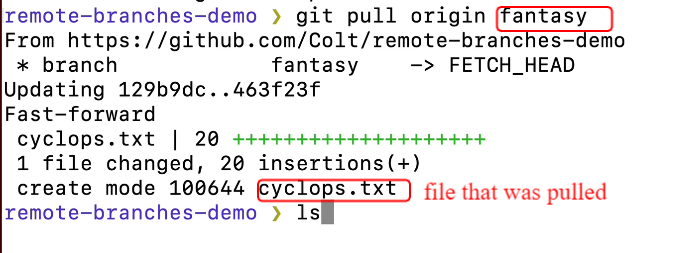 remote-branches-demo ❯ git pull origin fantasy
From https://github.com/Colt/remote-branches-demo
 * branch            fantasy    -> FETCH_HEAD
Updating 129b9dc..463f23f
Fast-forward
 cyclops.txt | 20 ++++++++++++++++++++
 1 file changed, 20 insertions(+)
 create mode 100644 cyclops.txt file that was pulled
remote-branches-demo ❯ ls